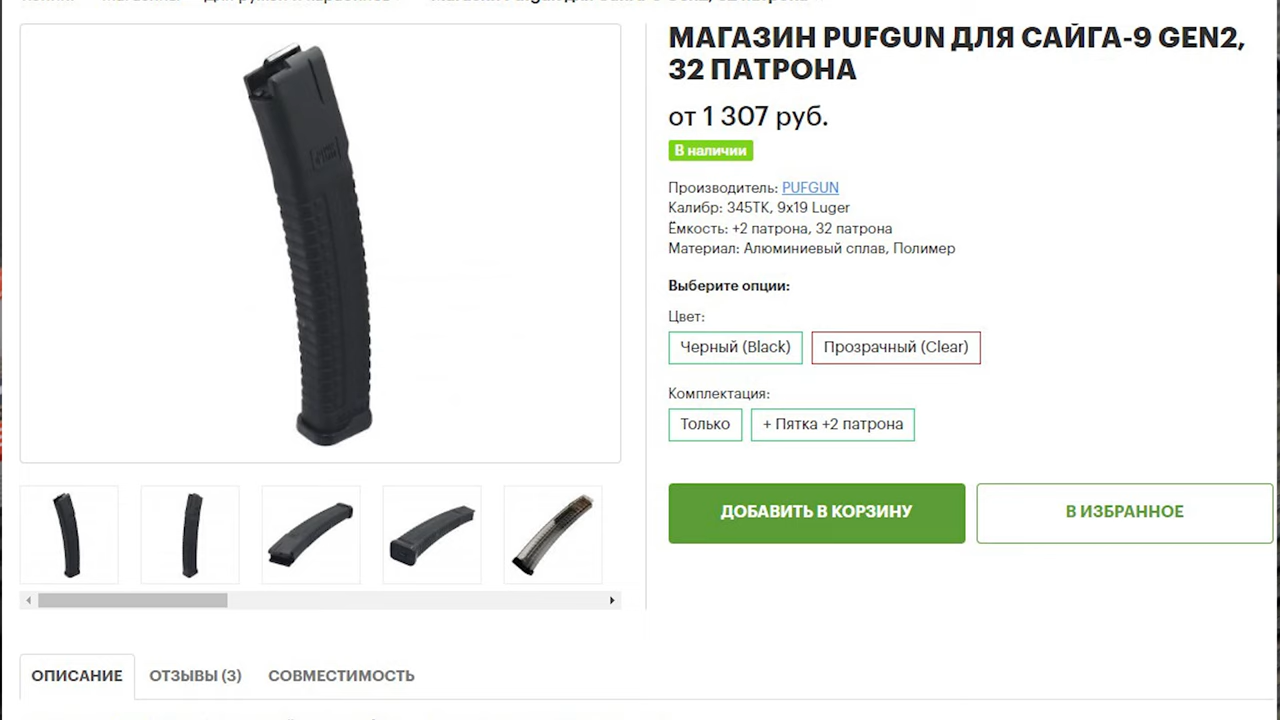 МАГАЗИН PUFGUN ДЛЯ САЙГА-9 GEN2,
32 ПАТРОНА
от 1 307 руб.
В наличии
Производитель: PUFGUN
Калибр: 345ТК, 9x19 Luger
Ёмкость: +2 патрона, 32 патрона
Материал: Алюминиевый сплав, Полимер
Выберите опции:
Цвет:
Черный (Black) Прозрачный (Clear)
Комплектация:
Только + Пятка +2 патрона
ДОБАВИТЬ В КОРЗИНУ В ИЗБРАННОЕ
ОПИСАНИЕ ОТЗЫВЫ (3) СОВМЕСТИМОСТЬ